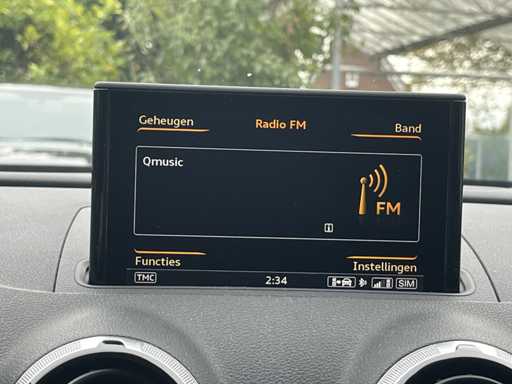 Geheugen
Radio FM
Band
Qmusic
FM
Functies
Instellingen
TMC
2:34
SIM